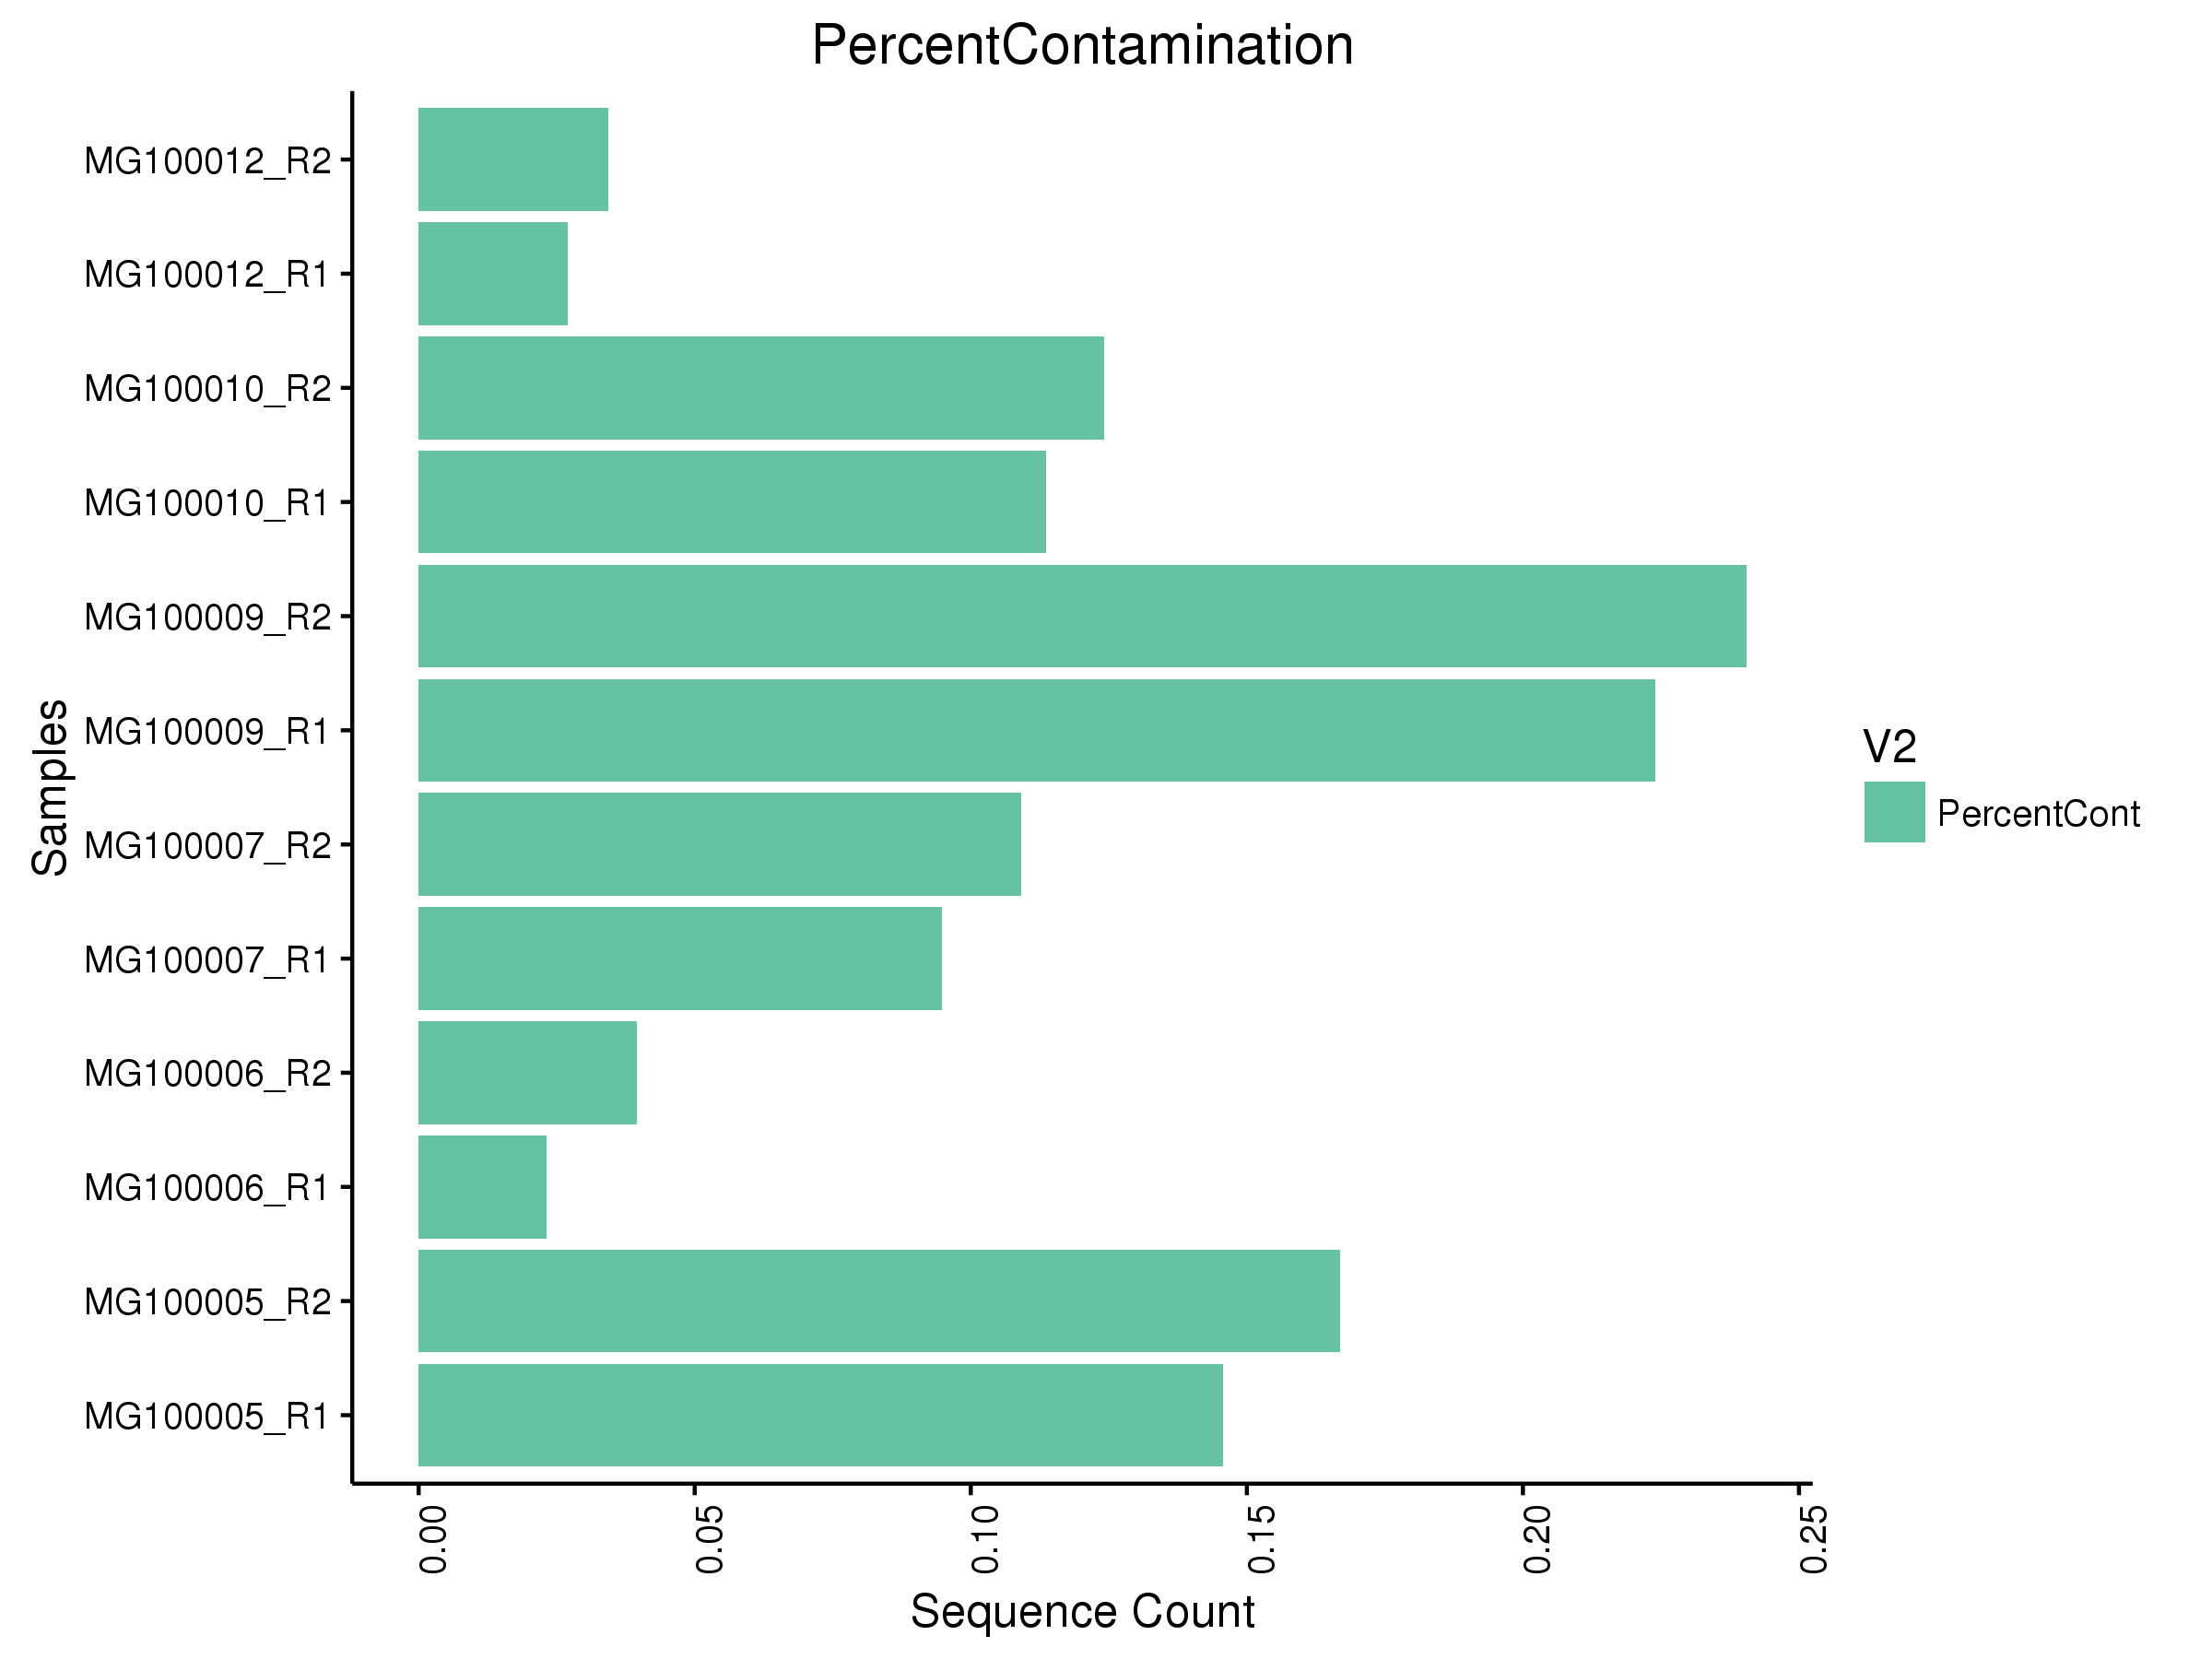 PercentContamination
MG100012_R2
MG100012_R1
MG100010_R2
MG100010_R1
MG100009_R2
MG100009_R1
MG100007_R2
MG100007_R1
MG100006_R2
MG100006_R1
MG100005_R2
MG100005_R1
Samples
0.00
0.05
0.10
0.15
0.20
0.25
Sequence Count
V2
PercentCont